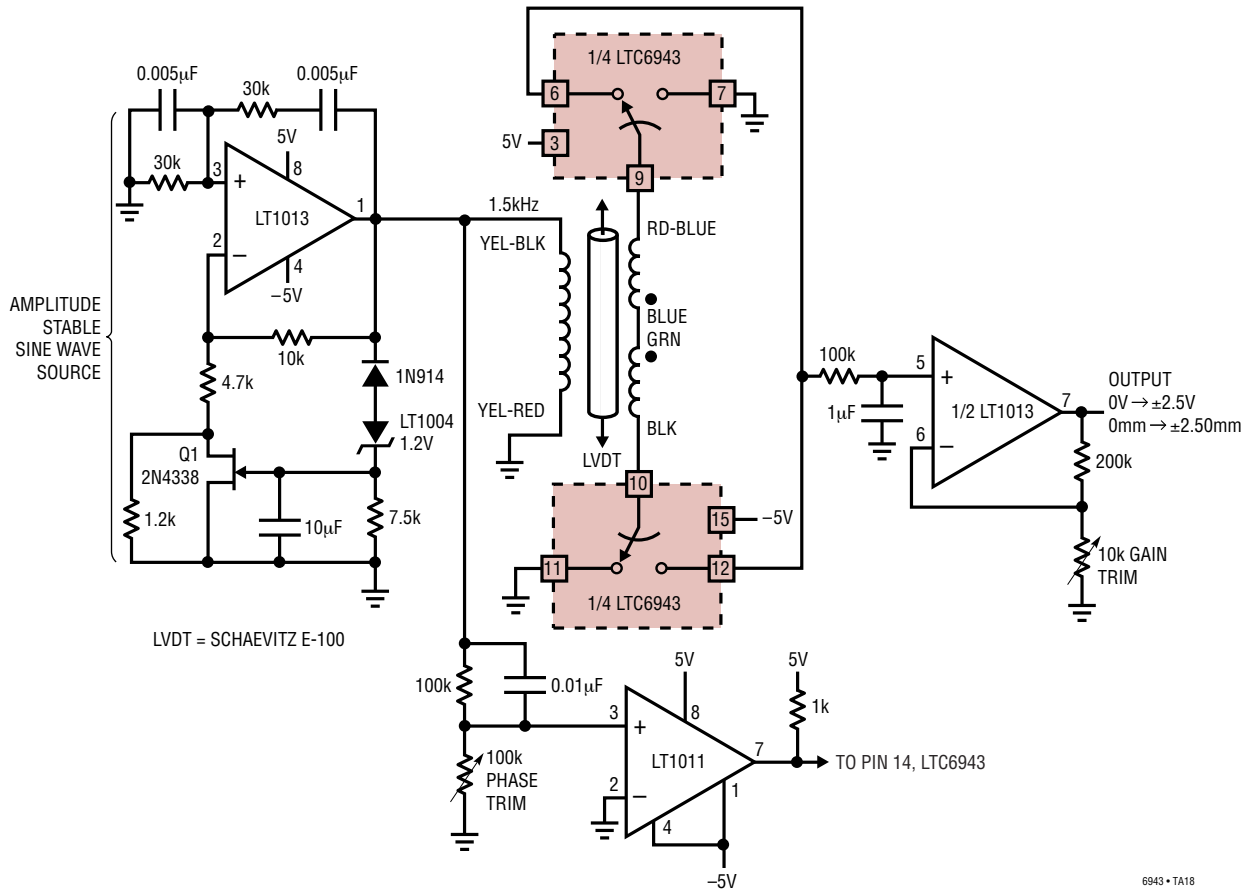 0.005µF
30k
0.005µF
30k
5V
8
3
+
LT1013
1
2
–
4
–5V
AMPLITUDE
STABLE
SINE WAVE
SOURCE
10k
4.7k
1N914
LT1004
1.2V
Q1
2N4338
1.2k
10µF
7.5k
LVDT = SCHAEVITZ E-100
1.5kHz
YEL-BLK
YEL-RED
1/4 LTC6943
6
7
5V
3
9
RD-BLUE
BLUE
GRN
BLK
LVDT
10
15
–5V
11
12
1/4 LTC6943
100k
1µF
5
+
6
–
1/2 LT1013
7
OUTPUT
0V → ±2.5V
0mm → ±2.50mm
200k
10k GAIN
TRIM
100k
0.01µF
100k
PHASE
TRIM
5V
8
3
+
LT1011
2
–
7
1
4
–5V
5V
1k
TO PIN 14, LTC6943
6943 • TA18